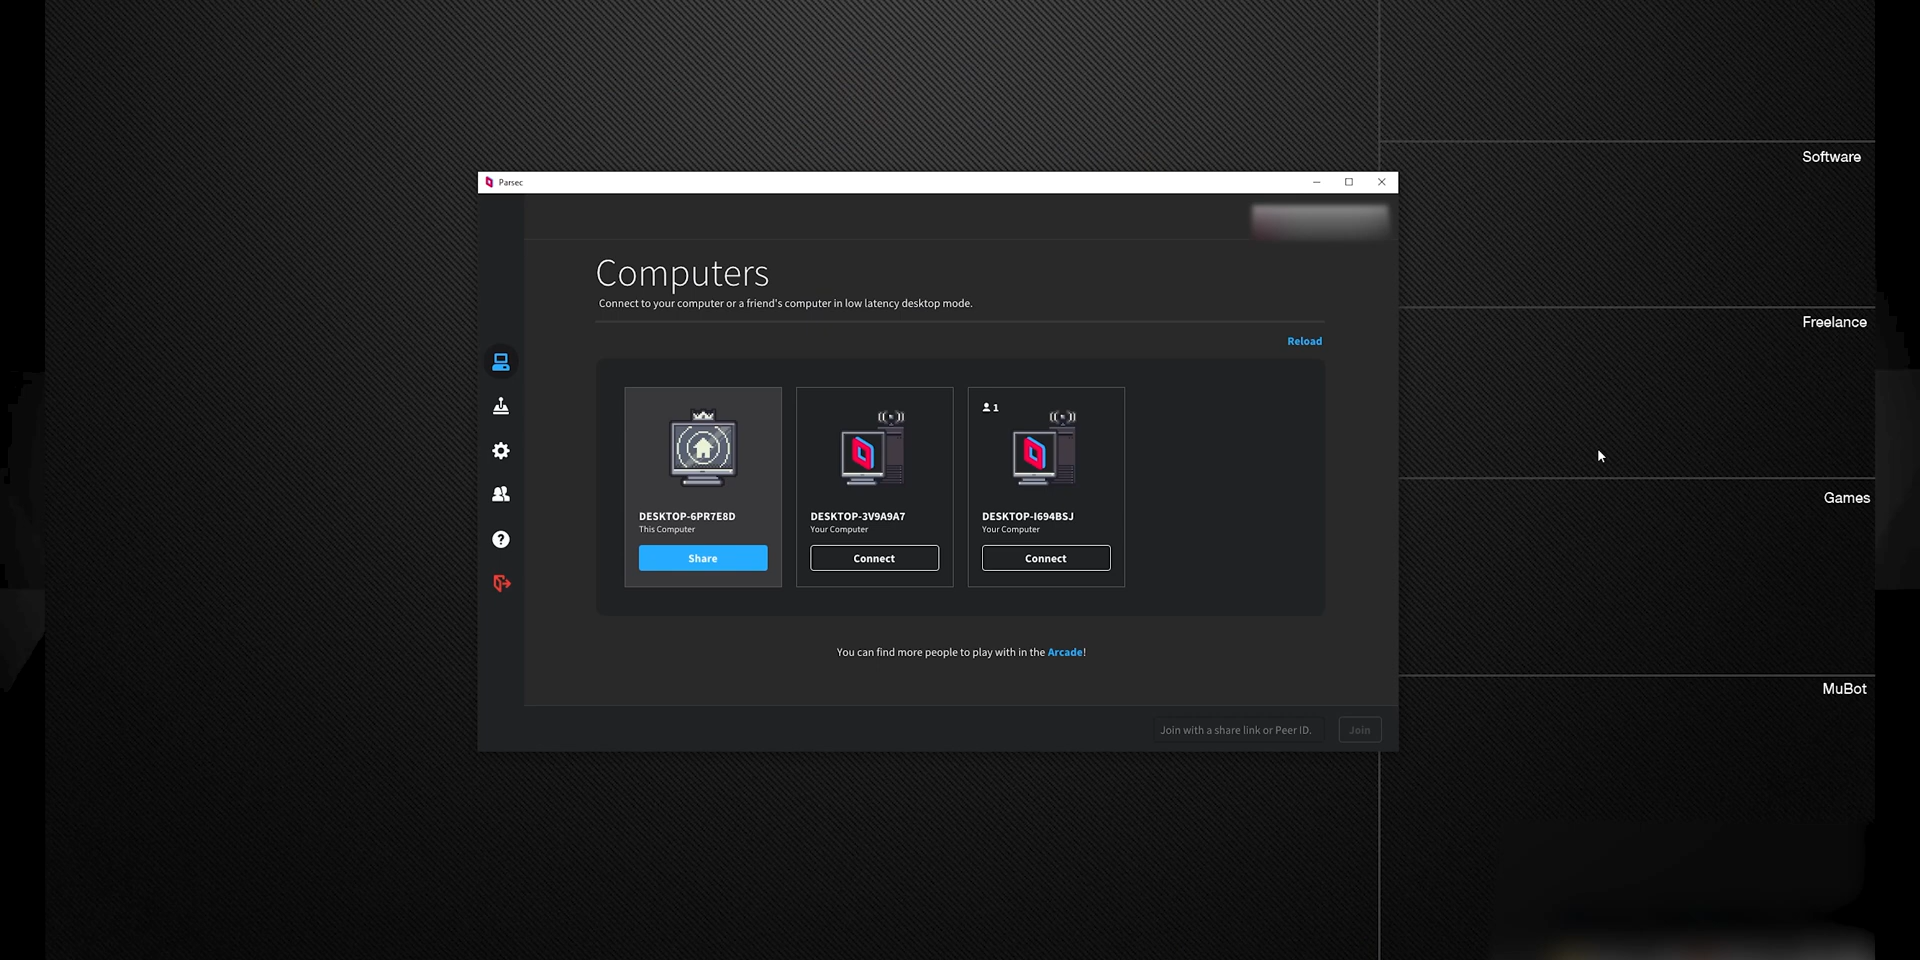 Parsec
Computers
Connect to your computer or a friend's computer in low latency desktop mode.
Reload
1
DESKTOP-6PR7E8D
This Computer
Share
DESKTOP-3V9A9A7
Your Computer
Connect
DESKTOP-I694BSJ
Your Computer
Connect
You can find more people to play with in the Arcade!
Join with a share link or Peer ID.
Join
Software
Freelance
Games
MuBot